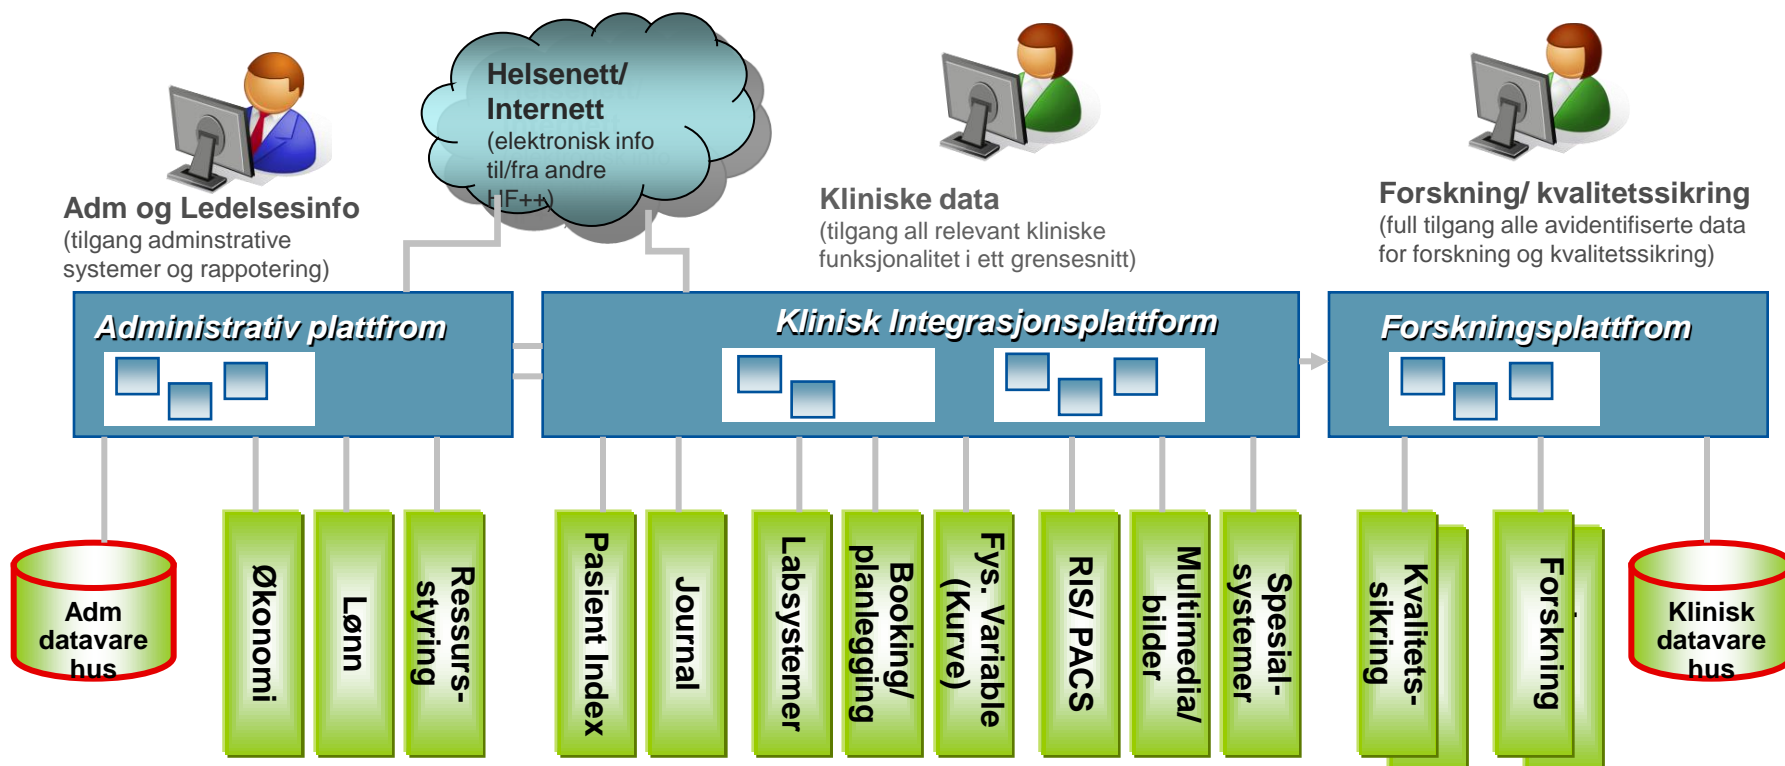 Helsenett/
Internett
(elektronisk info
til/fra andre
HF++)
Adm og Ledelsesinfo
(tilgang adminstrative
systemer og rappotering)
Kliniske data
(tilgang all relevant kliniske
funksjonalitet i ett grensesnitt)
Forskning/ kvalitetssikring
(full tilgang alle avidentifiserte data
for forskning og kvalitetssikring)
Administrativ plattfrom
Klinisk Integrasjonsplattform
Forskningsplattfrom
Adm
datavare
hus
Økonomi
Lønn
Ressurs-
styring
Pasient Index
Journal
Labsystemer
Booking/
planlegging
Fys. Variable
(Kurve)
RIS/ PACS
Multimedia/
bilder
Spesial-
systemer
Kvalitets-
sikring
Forskning
Klinisk
datavare
hus